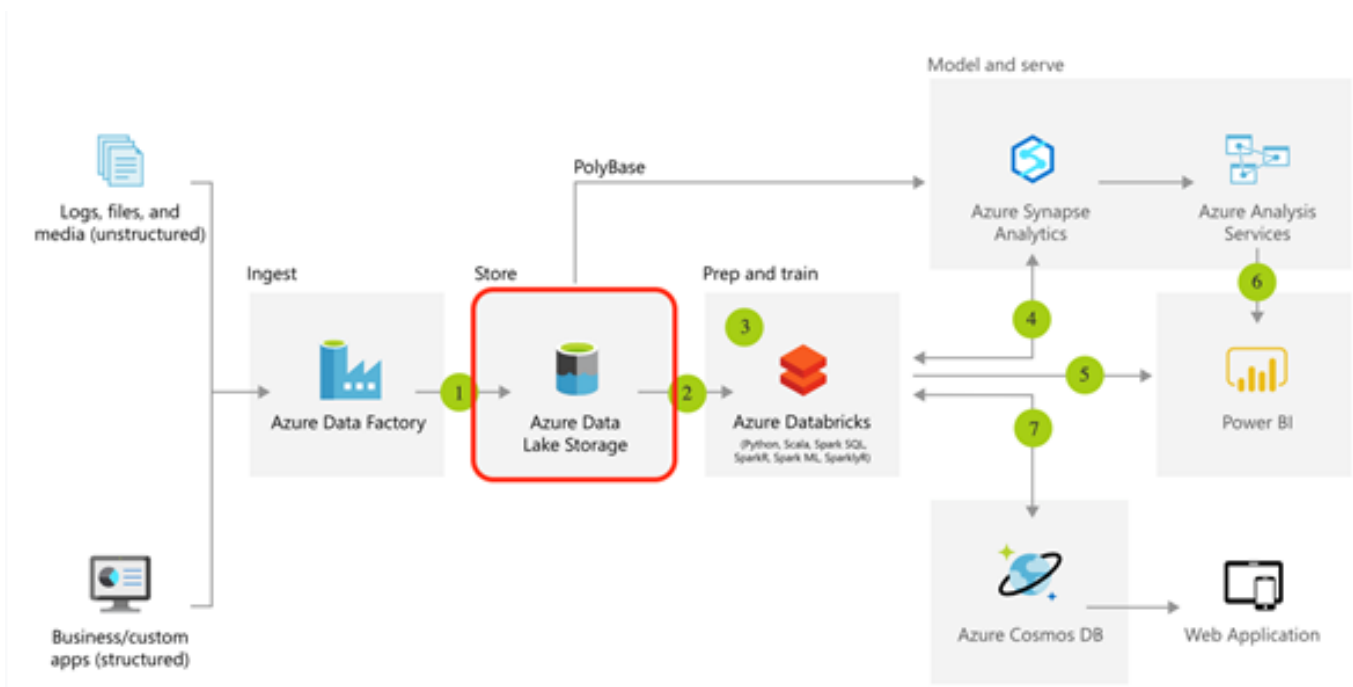 Model and serve
PolyBase
Logs, files, and
media (unstructured)
Azure Synapse
Analytics
Azure Analysis
Services
Ingest
Store
Prep and train
6
3
4
5
1
2
Azure Data Factory
Azure Data
Lake Storage
Azure Databricks
(Python, Scala, Spark SQL,
SparkR, Spark ML, SparklyR)
Power BI
7
Business/custom
apps (structured)
Azure Cosmos DB
Web Application